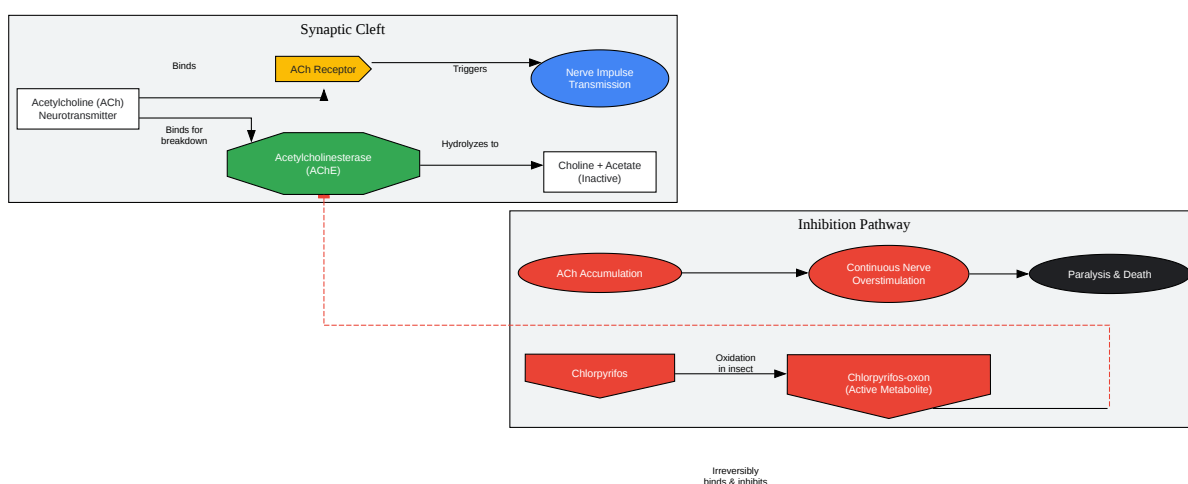 Synaptic Cleft
Binds
ACh Receptor
Triggers
Nerve Impulse
Transmission
Acetylcholine (ACh)
Neurotransmitter
Binds for
breakdown
Acetylcholinesterase
(AChE)
Hydrolyzes to
Choline + Acetate
(Inactive)
Inhibition Pathway
ACh Accumulation
Continuous Nerve
Overstimulation
Paralysis & Death
Chlorpyrifos
Oxidation
in insect
Chlorpyrifos-oxon
(Active Metabolite)
Irreversibly
binds & inhibits